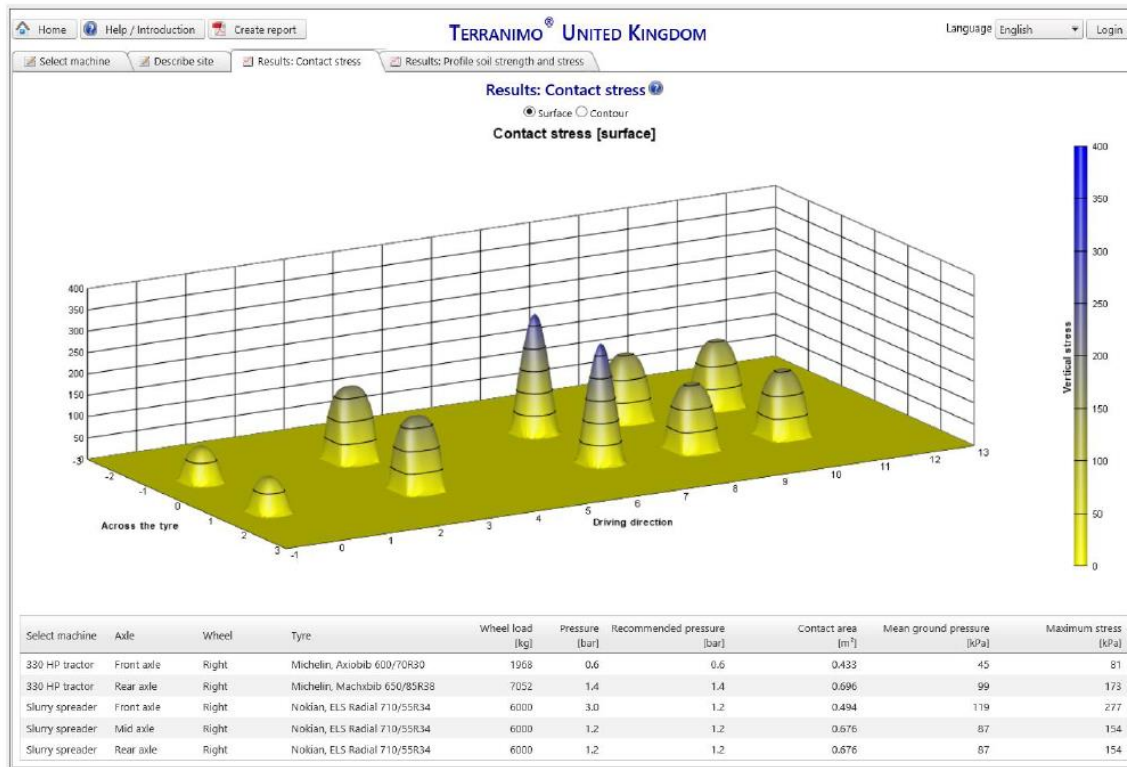 Home Help / Introduction Create report TERRANIMO® UNITED KINGDOM Language English Login
Select machine Describe site Results: Contact stress Results: Profile soil strength and stress
Results: Contact stress
Surface Contour
Contact stress [surface]
400
350
300
250
200
150
100
50
-3
-2
-1
0
1
2
3
Across the tyre
-1 0 1 2 3 4 5 6 7 8 9 10 11 12 13
Driving direction
400
350
300
250
200
150
100
50
0
Vertical stress
Select machine Axle Wheel Tyre Wheel load [kg] Pressure [bar] Recommended pressure [bar] Contact area [m²] Mean ground pressure [kPa] Maximum stress [kPa]
330 HP tractor Front axle Right Michelin, Axiobib 600/70R30 1968 0.6 0.6 0.433 45 81
330 HP tractor Rear axle Right Michelin, Machxbib 650/85R38 7052 1.4 1.4 0.696 99 173
Slurry spreader Front axle Right Nokian, ELS Radial 710/55R34 6000 3.0 1.2 0.494 119 277
Slurry spreader Mid axle Right Nokian, ELS Radial 710/55R34 6000 1.2 1.2 0.676 87 154
Slurry spreader Rear axle Right Nokian, ELS Radial 710/55R34 6000 1.2 1.2 0.676 87 154